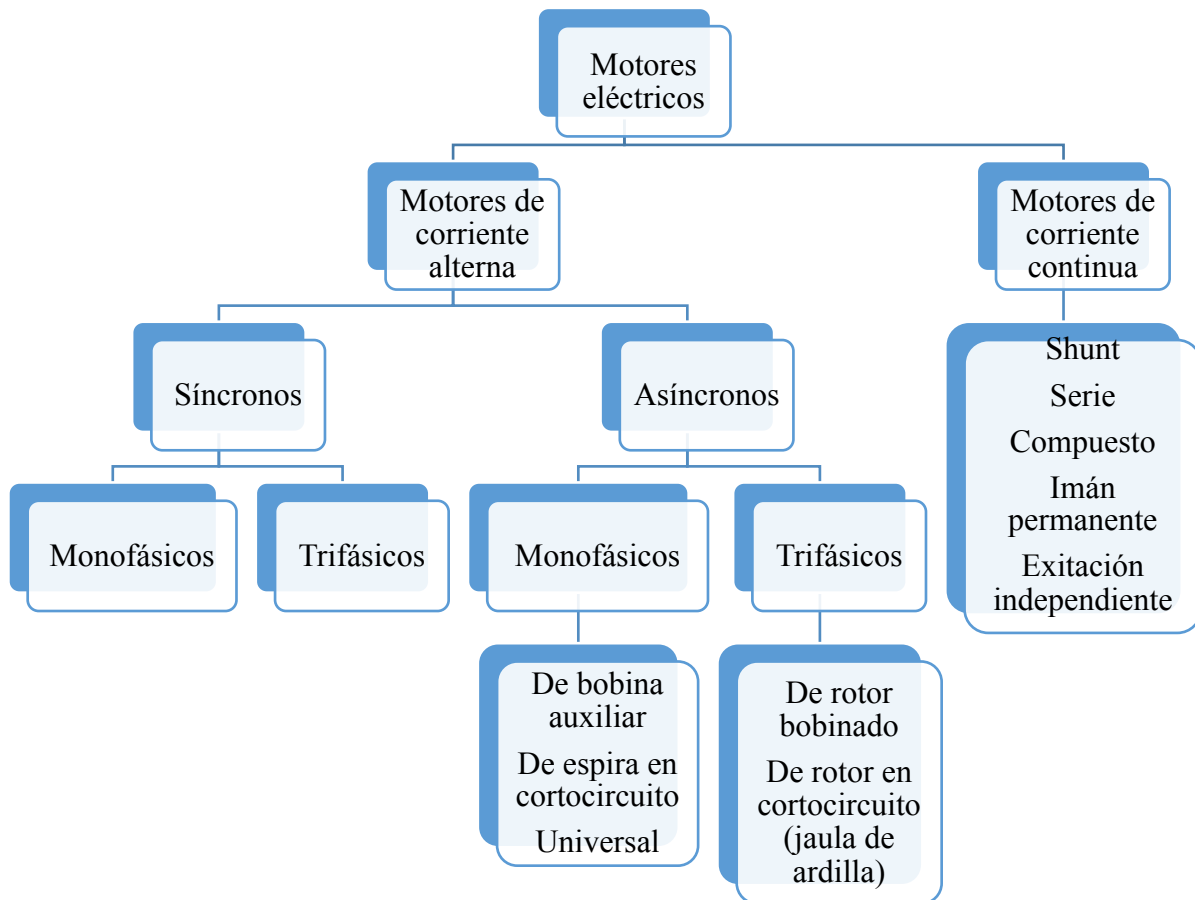 Motores
eléctricos
Motores de
corriente
alterna
Motores de
corriente
continua
Síncronos
Asíncronos
Shunt
Serie
Compuesto
Imán
permanente
Exitación
independiente
Monofásicos
Trifásicos
Monofásicos
Trifásicos
De bobina
auxiliar
De espira en
cortocircuito
Universal
De rotor
bobinado
De rotor en
cortocircuito
(jaula de
ardilla)